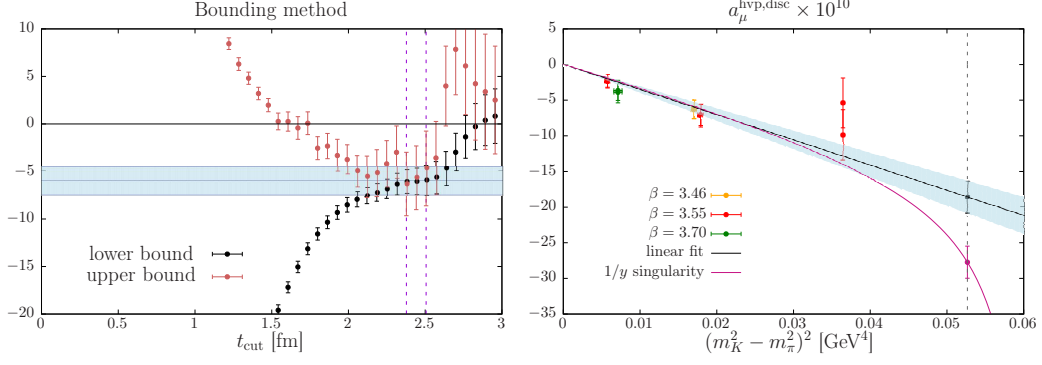 Bounding method
10
5
0
−5
−10
−15
−20
0
0.5
1
1.5
2
2.5
3
t_cut [fm]
lower bound
upper bound
a_μ^hvp,disc × 10^10
5
0
−5
−10
−15
−20
−25
−30
−35
0
0.01
0.02
0.03
0.04
0.05
0.06
(m_K^2 − m_π^2)^2 [GeV^4]
β = 3.46
β = 3.55
β = 3.70
linear fit
1/y singularity